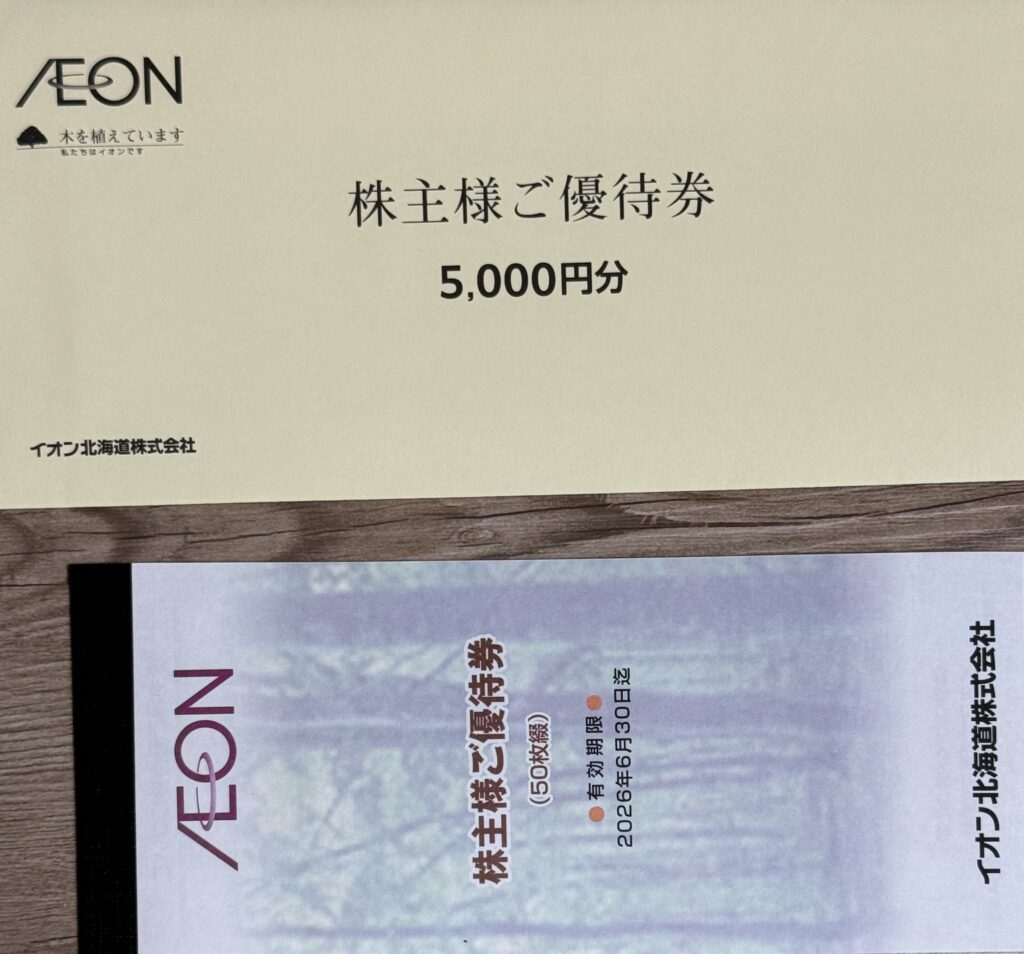 ÆON
木を植えています
私たちはイオンです
株主様ご優待券
5,000円分
イオン北海道株式会社
ÆON
株主様ご優待券
(50枚綴)
●有効期限●
2026年6月30日迄
イオン北海道株式会社